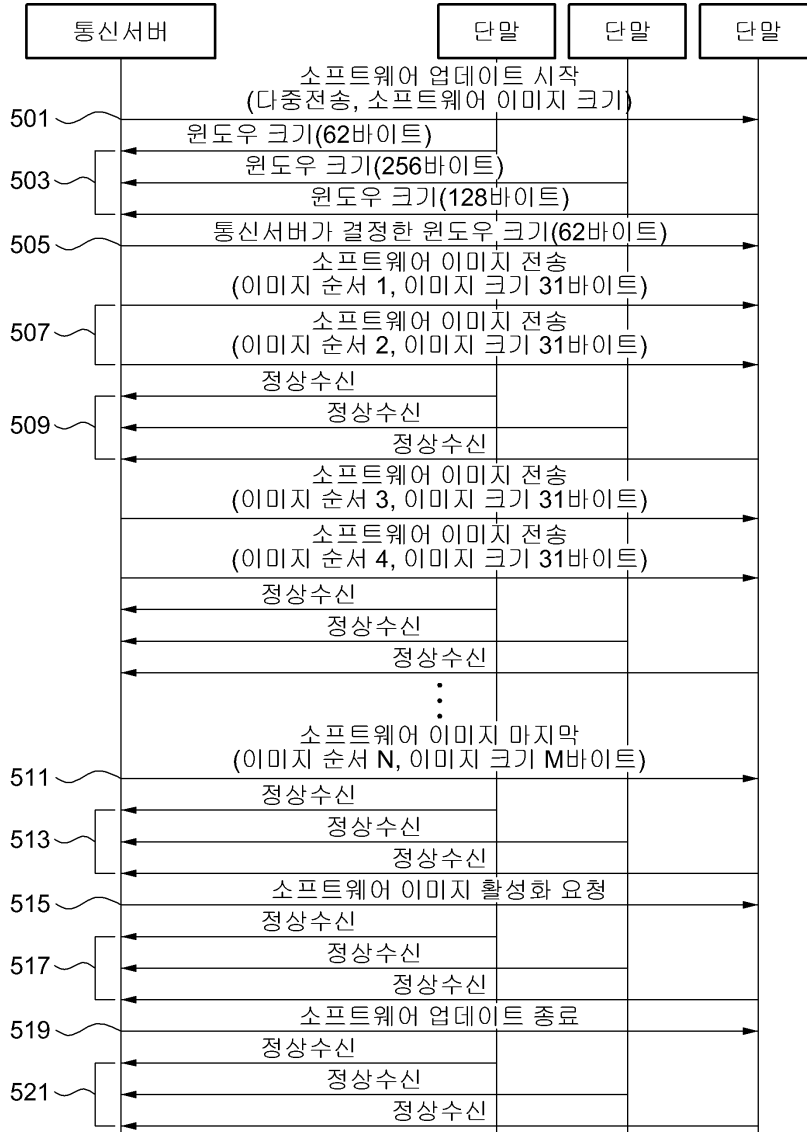 통신서버
단말
단말
단말
소프트웨어 업데이트 시작
(다중전송, 소프트웨어 이미지 크기)
501
윈도우 크기(62바이트)
윈도우 크기(256바이트)
503
윈도우 크기(128바이트)
505
통신서버가 결정한 윈도우 크기(62바이트)
소프트웨어 이미지 전송
(이미지 순서 1, 이미지 크기 31바이트)
507
소프트웨어 이미지 전송
(이미지 순서 2, 이미지 크기 31바이트)
정상수신
정상수신
509
정상수신
소프트웨어 이미지 전송
(이미지 순서 3, 이미지 크기 31바이트)
소프트웨어 이미지 전송
(이미지 순서 4, 이미지 크기 31바이트)
정상수신
정상수신
정상수신
소프트웨어 이미지 마지막
(이미지 순서 N, 이미지 크기 M바이트)
511
정상수신
정상수신
513
정상수신
515
소프트웨어 이미지 활성화 요청
정상수신
정상수신
517
정상수신
519
소프트웨어 업데이트 종료
정상수신
정상수신
521
정상수신